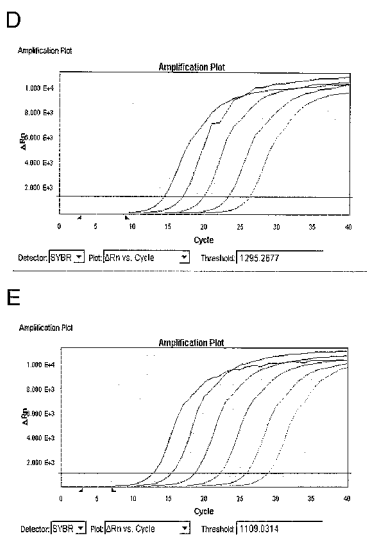 D
Amplification Plot
Amplification Plot
1.000 E+4
8.000 E+3
6.000 E+3
4.000 E+3
2.000 E+3
ΔRn
0 5 10 15 20 25 30 35 40
Cycle
Detector: SYBR Plot: ΔRn vs. Cycle Threshold: 1295.2677
E
Amplification Plot
Amplification Plot
1.000 E+4
8.000 E+3
6.000 E+3
4.000 E+3
2.000 E+3
ΔRn
0 5 10 15 20 25 30 35 40
Cycle
Detector: SYBR Plot: ΔRn vs. Cycle Threshold: 1109.0314